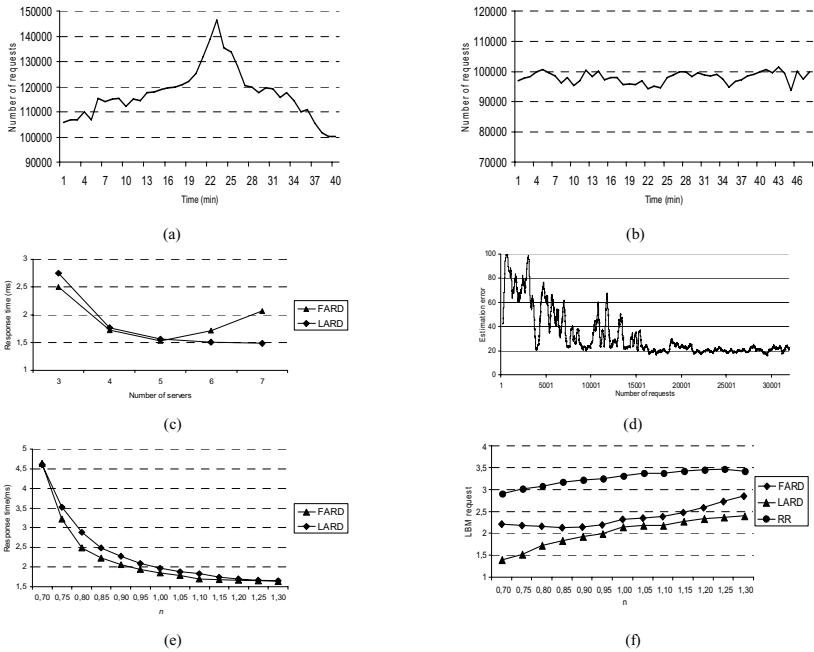 Number of requests
150000
140000
130000
120000
110000
100000
90000
1 4 7 10 13 16 19 22 25 28 31 34 37 40
Time (min)
(a)
Number of requests
120000
110000
100000
90000
80000
70000
1 4 7 10 13 16 19 22 25 28 31 34 37 40 43 46
Time (min)
(b)
Response time (ms)
3
2,5
2
1,5
1
3 4 5 6 7
Number of servers
FARD
LARD
(c)
Estimation error
100
80
60
40
20
0
1 5001 10001 15001 20001 25001 30001
Number of requests
(d)
Response time(ms)
5
4,5
4
3,5
3
2,5
2
1,5
0,70 0,75 0,80 0,85 0,90 0,95 1,00 1,05 1,10 1,15 1,20 1,25 1,30
n
FARD
LARD
(e)
LBM request
4
3,5
3
2,5
2
1,5
1
0,70 0,75 0,80 0,85 0,90 0,95 1,00 1,05 1,10 1,15 1,20 1,25 1,30
n
FARD
LARD
RR
(f)